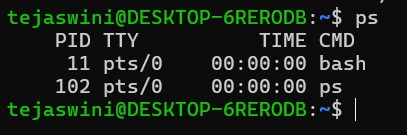 tejaswini@DESKTOP-6RERODB:~$ ps
    PID TTY          TIME CMD
     11 pts/0    00:00:00 bash
    102 pts/0    00:00:00 ps
tejaswini@DESKTOP-6RERODB:~$